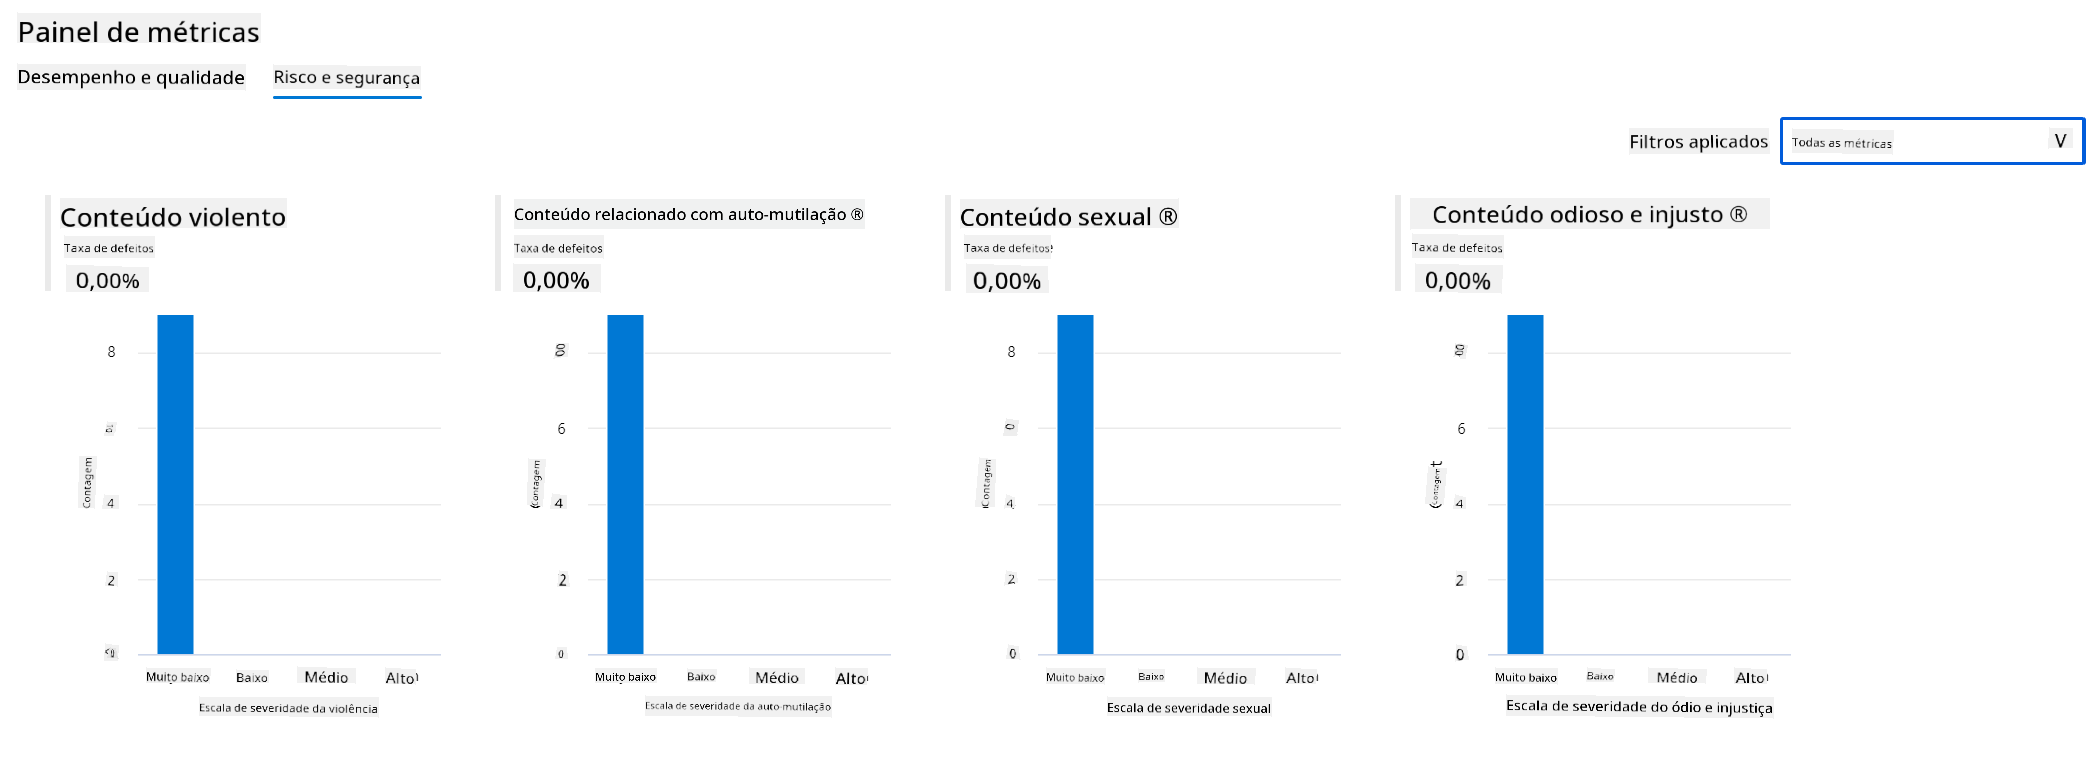 Painel de métricas
Desempenho e qualidade
Risco e segurança
Filtros aplicados
Todas as métricas
V
Conteúdo violento
Taxa de defeitos
0,00%
8
4
2
Contagem
Muito baixo Baixo Médio Alto
Escala de severidade da violência
Conteúdo relacionado com auto-mutilação ®
Taxa de defeitos
0,00%
6
4
2
0
(Contagem
Muito baixo Baixo Médio Alto
Escala de severidade da auto-mutilação
Conteúdo sexual ®
Taxa de defeitos
0,00%
8
0
4
2
0
Contagem
Muito baixo Baixo Médio Alto
Escala de severidade sexual
Conteúdo odioso e injusto ®
Taxa de defeitos
0,00%
6
4
2
0
(Contagem t
Muito baixo Baixo Médio Alto
Escala de severidade do ódio e injustiça